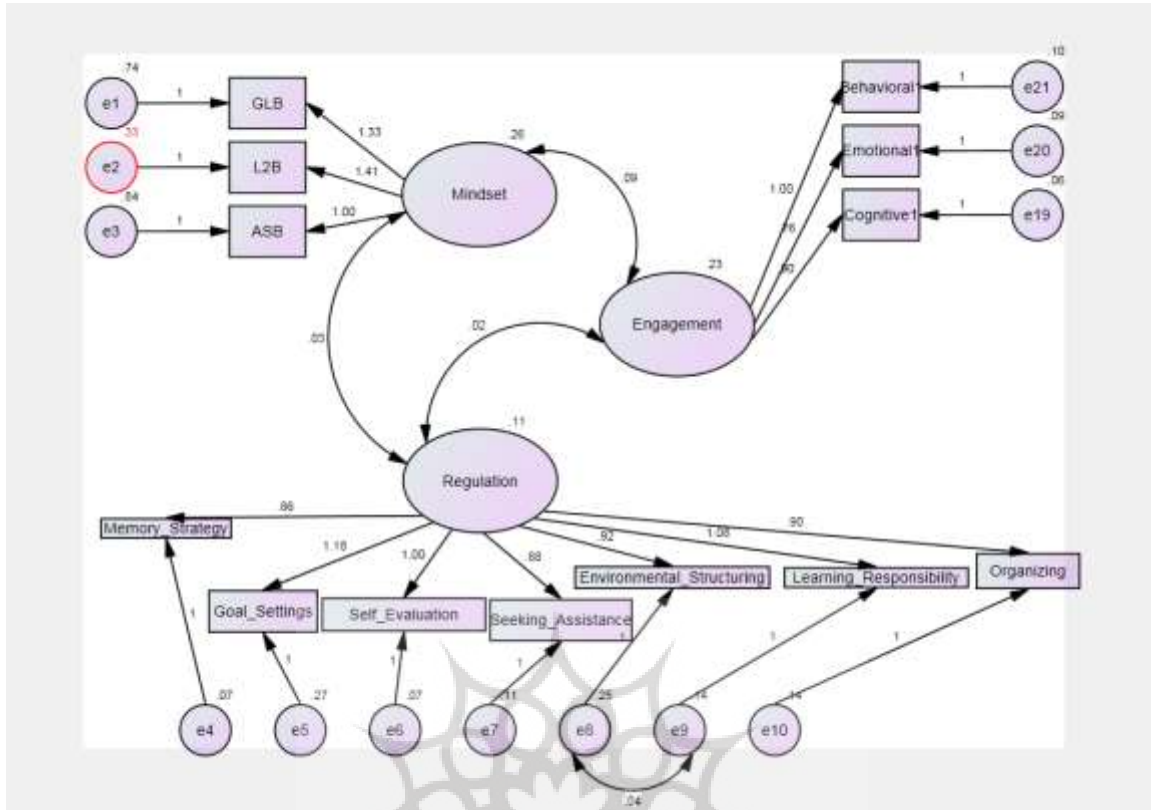 .74
e1
1
GLB
1.33
.33
e2
1
L2B
1.41
.84
e3
1
ASB
1.00
.26
Mindset
.09
.10
Behavioral1
1
e21
.09
Emotional1
1
e20
.06
Cognitive1
1
e19
1.00
.76
.23
Engagement
.03
.02
.11
Regulation
.86
Memory_Strategy
1.18
1.00
.88
.92
1.08
.90
Goal_Settings
Self_Evaluation
Seeking_Assistance
Environmental_Structuring
Learning_Responsibility
Organizing
1
1
1
1
1
1
1
.07
e4
.27
e5
.07
e6
.11
e7
.25
e8
.14
e9
.14
e10
.04